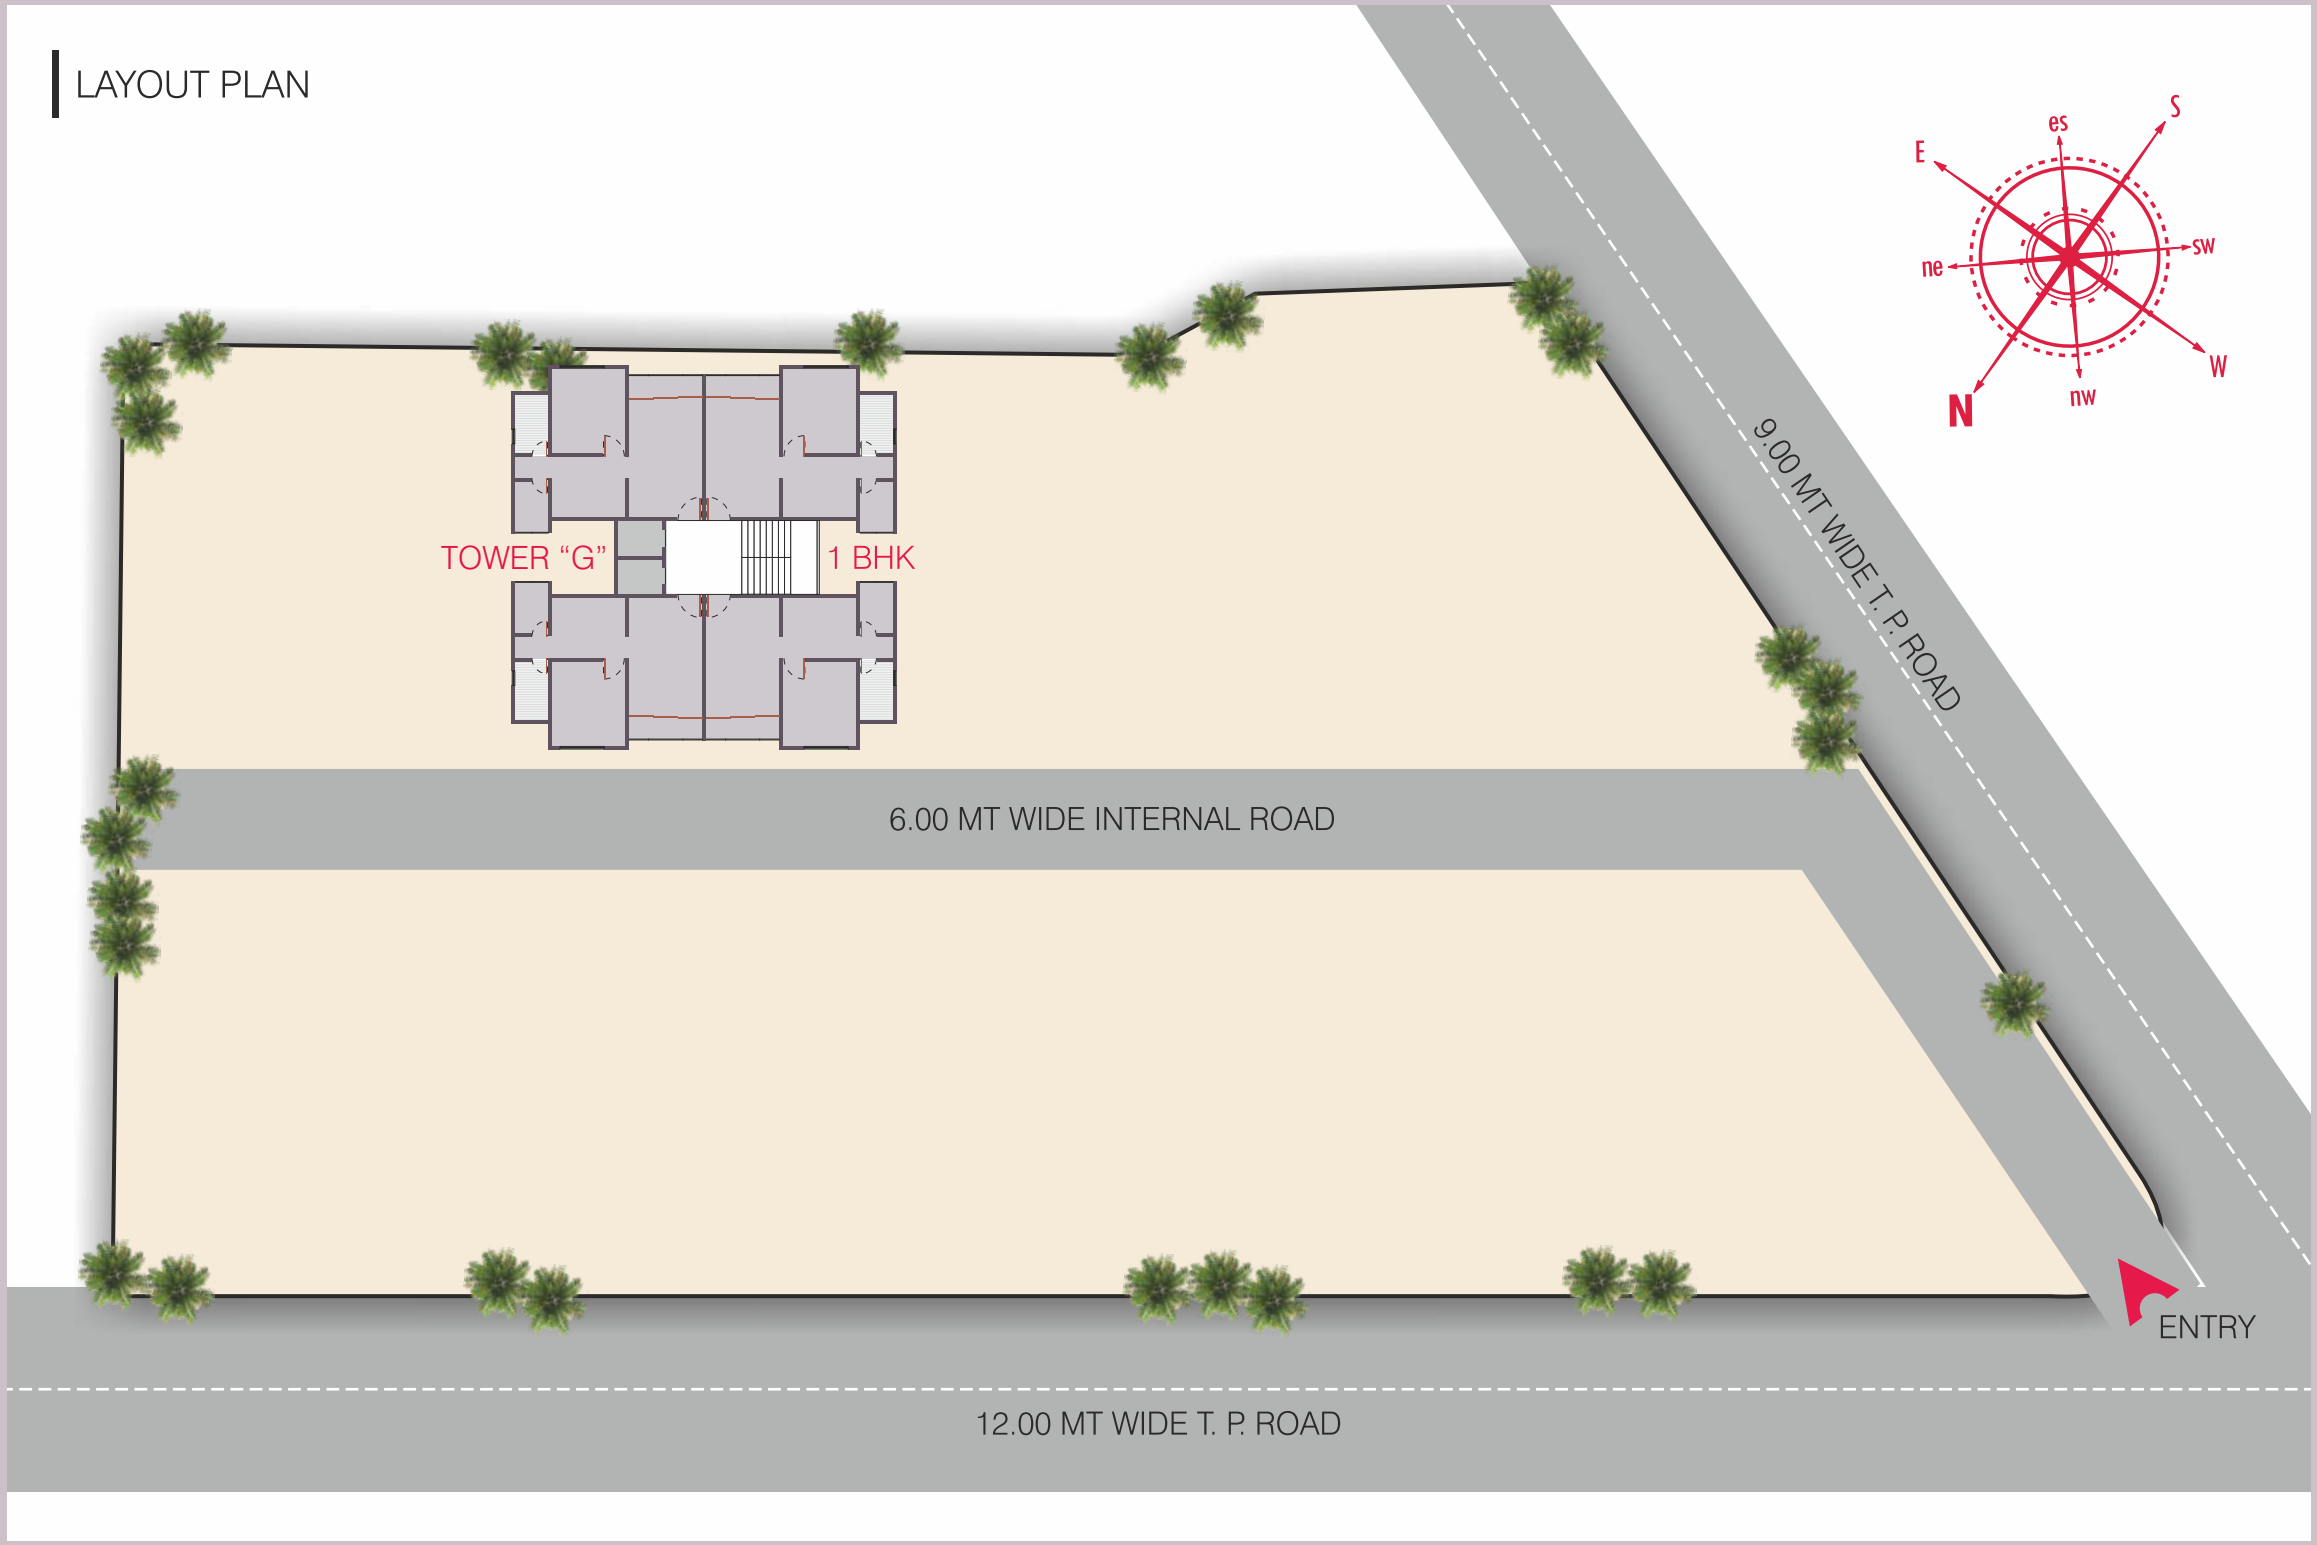 LAYOUT PLAN
S
es
E
sw
ne
W
nw
N
9.00 MT WIDE T. P. ROAD
TOWER “G”
1 BHK
6.00 MT WIDE INTERNAL ROAD
ENTRY
12.00 MT WIDE T. P. ROAD